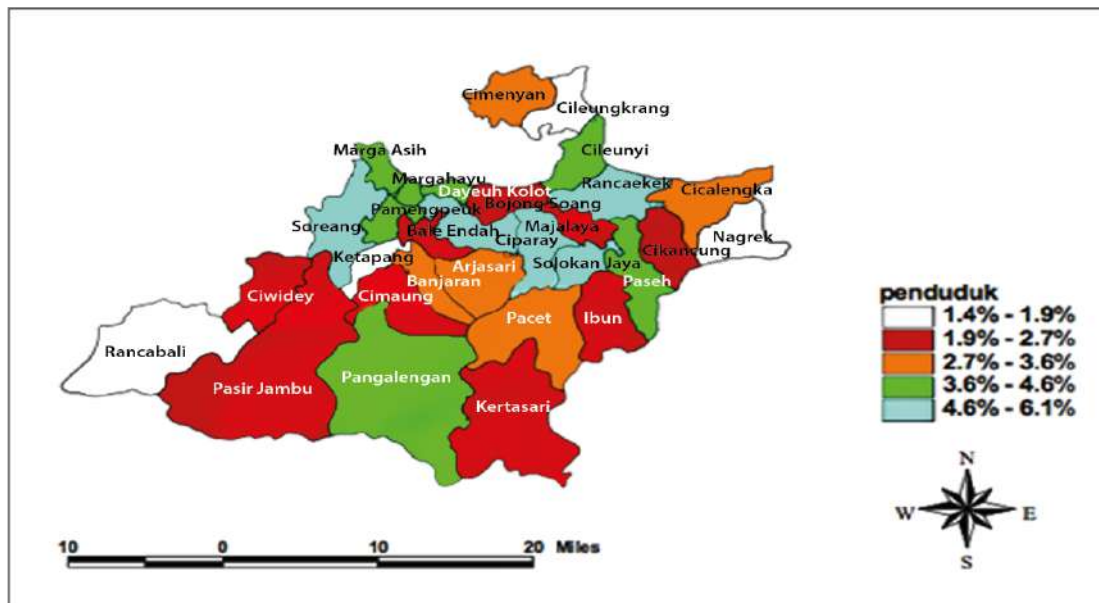 Cimenyan
Cileungkrang
Marga Asih
Cileunyi
Margahayu
Rancaekek
Dayeuh Kolot
Cicalengka
Bojong Soang
Pamengpeuk
Soreang
Bale Endah
Majalaya
Ciparay
Nagrek
Cikancung
Ketapang
Arjasari
Solokan Jaya
Banjaran
Paseh
Ciwidey
Cimaung
Pacet
Ibun
Rancabali
Pasir Jambu
Pangalengan
Kertasari
penduduk
1.4% - 1.9%
1.9% - 2.7%
2.7% - 3.6%
3.6% - 4.6%
4.6% - 6.1%
N
W E
S
10 0 10 20 Miles